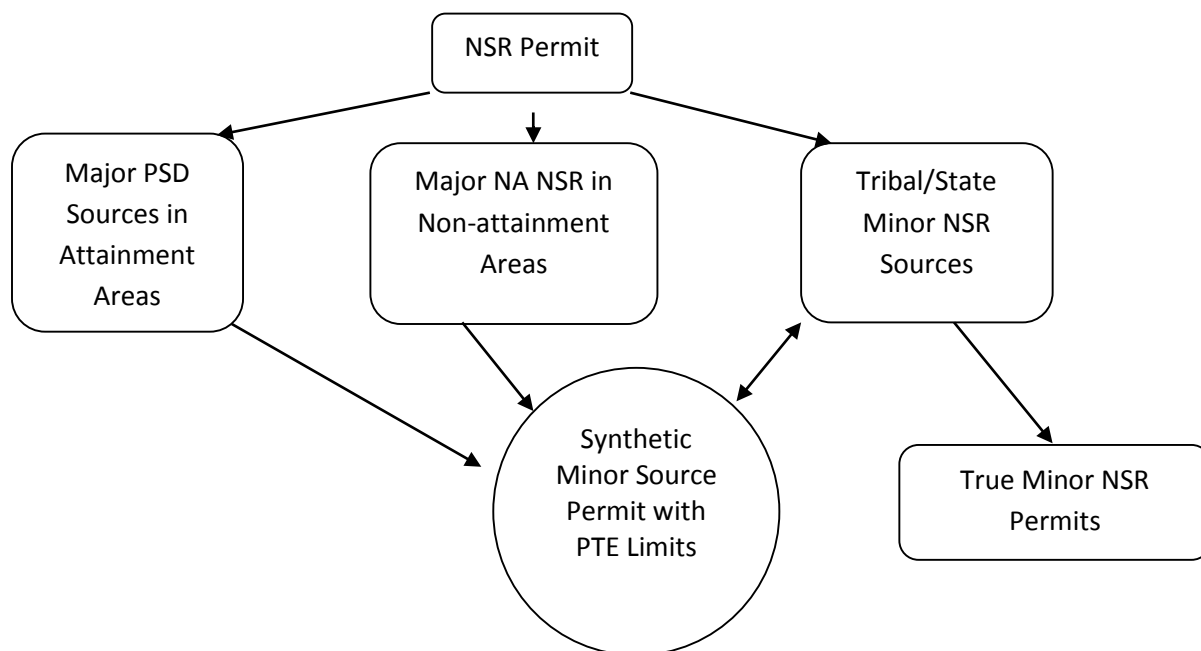 NSR Permit
Major PSD
Sources in
Attainment
Areas
Major NA NSR in
Non-attainment
Areas
Tribal/State
Minor NSR
Sources
Synthetic
Minor Source
Permit with
PTE Limits
True Minor NSR
Permits